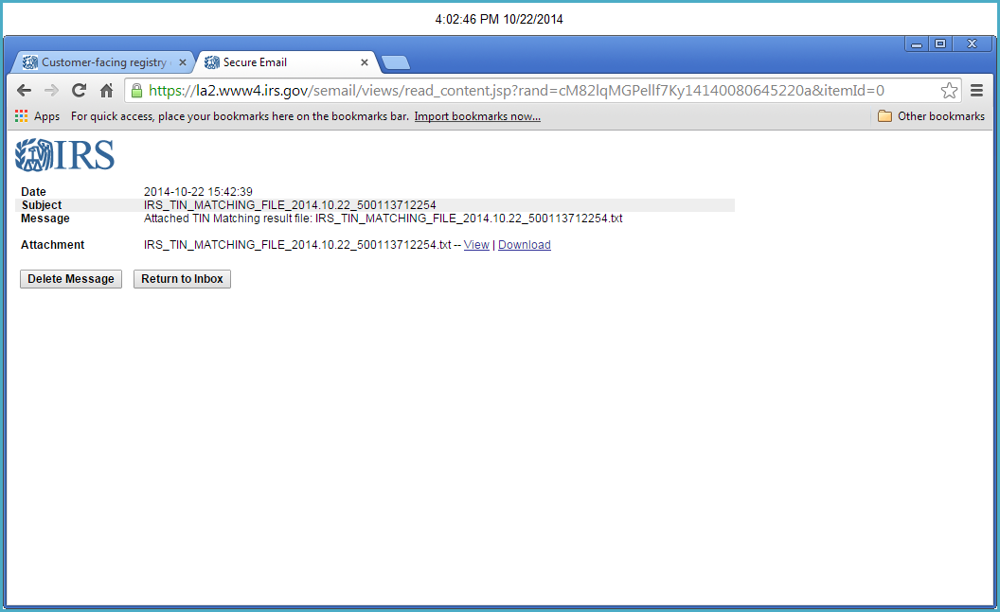 4:02:46 PM 10/22/2014
Customer-facing registry
Secure Email
https://la2.www4.irs.gov/semail/views/read_content.jsp?rand=cM82lqMGPellf7Ky14140080645220a&itemId=0
Apps For quick access, place your bookmarks here on the bookmarks bar. Import bookmarks now... Other bookmarks
IRS
Date 2014-10-22 15:42:39
Subject IRS_TIN_MATCHING_FILE_2014.10.22_500113712254
Message Attached TIN Matching result file: IRS_TIN_MATCHING_FILE_2014.10.22_500113712254.txt
Attachment IRS_TIN_MATCHING_FILE_2014.10.22_500113712254.txt -- View | Download
Delete Message Return to Inbox